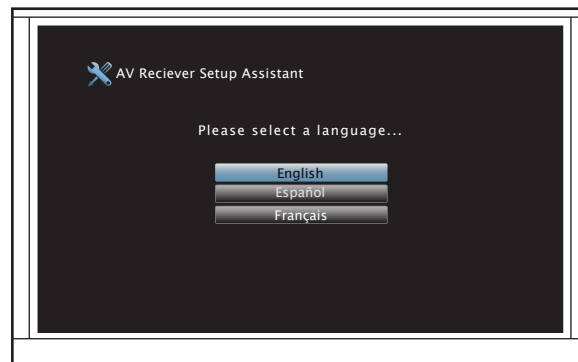 AV Reciever Setup Assistant
Please select a language...
English
Español
Français